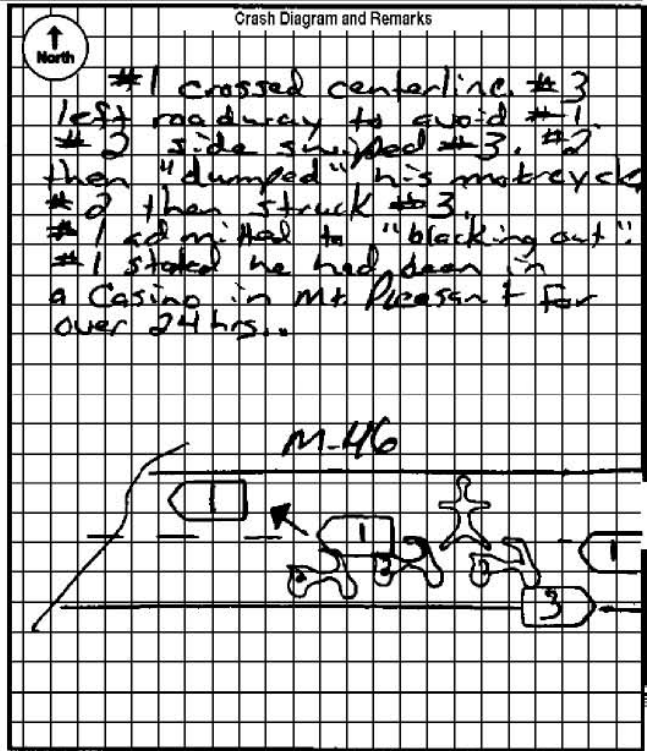 Crash Diagram and Remarks
North
#1 crossed centerline. #3
left roadway to avoid #1.
#2 side swiped #3. #2
then "dumped" his motrcycle
#2 then struck #3.
#1 admitted to "blacking out".
#1 stated he had been in
a Casino in Mt Pleasant for
over 24 hrs..
M-46
1
1
2
2
2
1
3